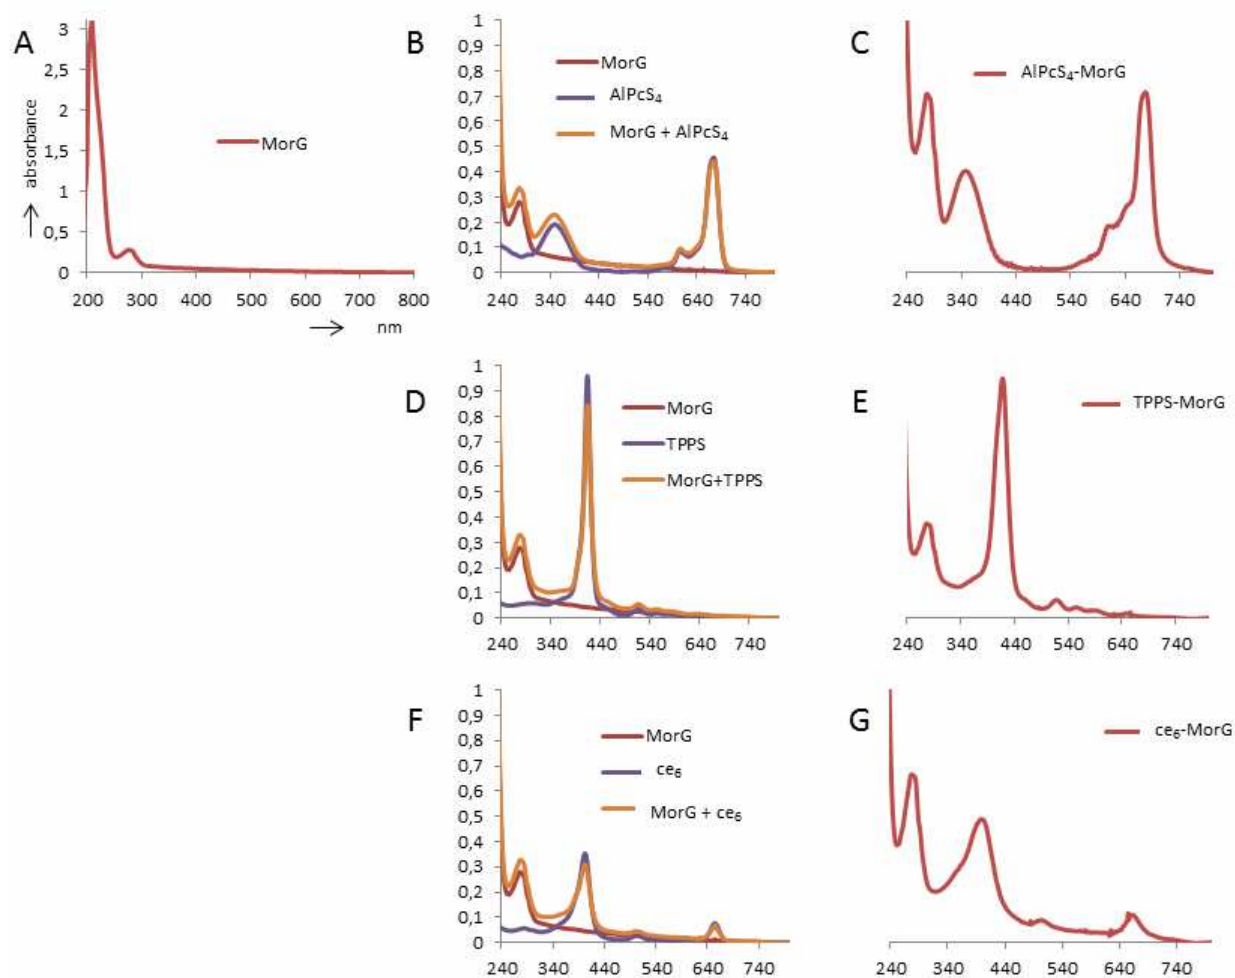 A
absorbance
3
2,5
2
1,5
1
0,5
0
MorG
200 300 400 500 600 700 800
nm
B
1
0,9
0,8
0,7
0,6
0,5
0,4
0,3
0,2
0,1
0
MorG
AlPcS₄
MorG + AlPcS₄
240 340 440 540 640 740
C
AlPcS₄-MorG
240 340 440 540 640 740
D
1
0,9
0,8
0,7
0,6
0,5
0,4
0,3
0,2
0,1
0
MorG
TPPS
MorG+TPPS
240 340 440 540 640 740
E
TPPS-MorG
240 340 440 540 640 740
F
1
0,9
0,8
0,7
0,6
0,5
0,4
0,3
0,2
0,1
0
MorG
ce₆
MorG + ce₆
240 340 440 540 640 740
G
ce₆-MorG
240 340 440 540 640 740